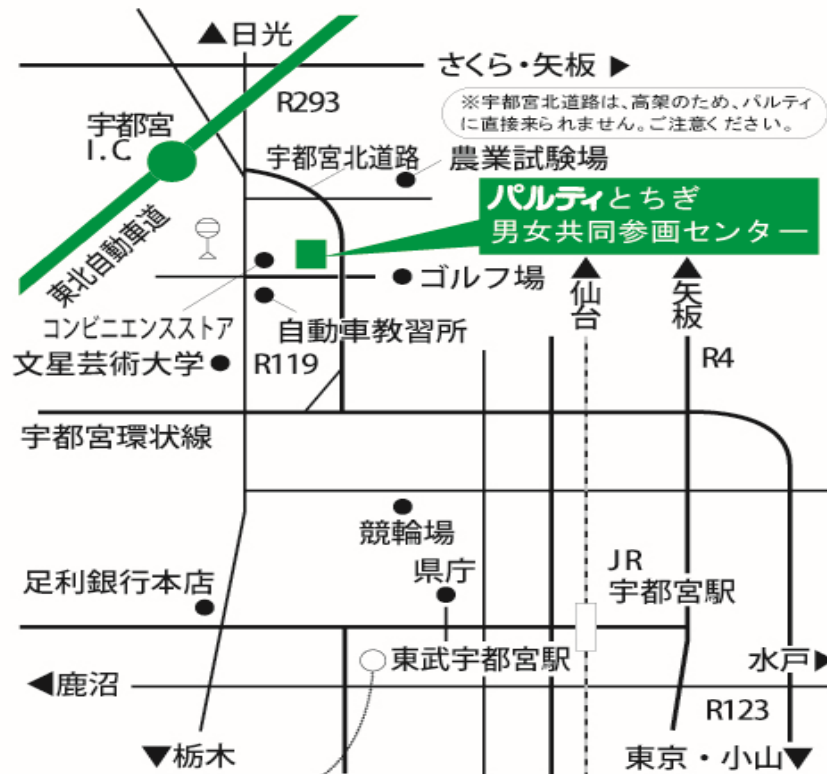 ▲日光
さくら・矢板 ▶
R293
※宇都宮北道路は、高架のため、パルティ
に直接来られません。ご注意ください。
宇都宮
I.C
宇都宮北道路
農業試験場
パルティとちぎ
男女共同参画センター
東北自動車道
ゴルフ場
▲仙台
▲矢板
コンビニエンスストア
自動車教習所
文星芸術大学
R119
R4
宇都宮環状線
競輪場
県庁
JR
宇都宮駅
足利銀行本店
東武宇都宮駅
水戸▶
◀鹿沼
R123
▼栃木
東京・小山▼